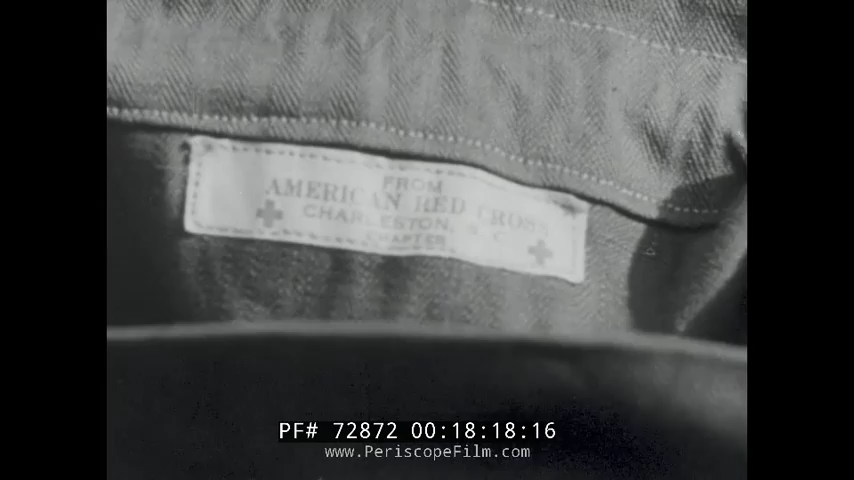 FROM
AMERICAN RED CROSS
CHARLESTON, S. C.
CHAPTER
PF# 72872 00:18:18:16
www.PeriscopeFilm.com